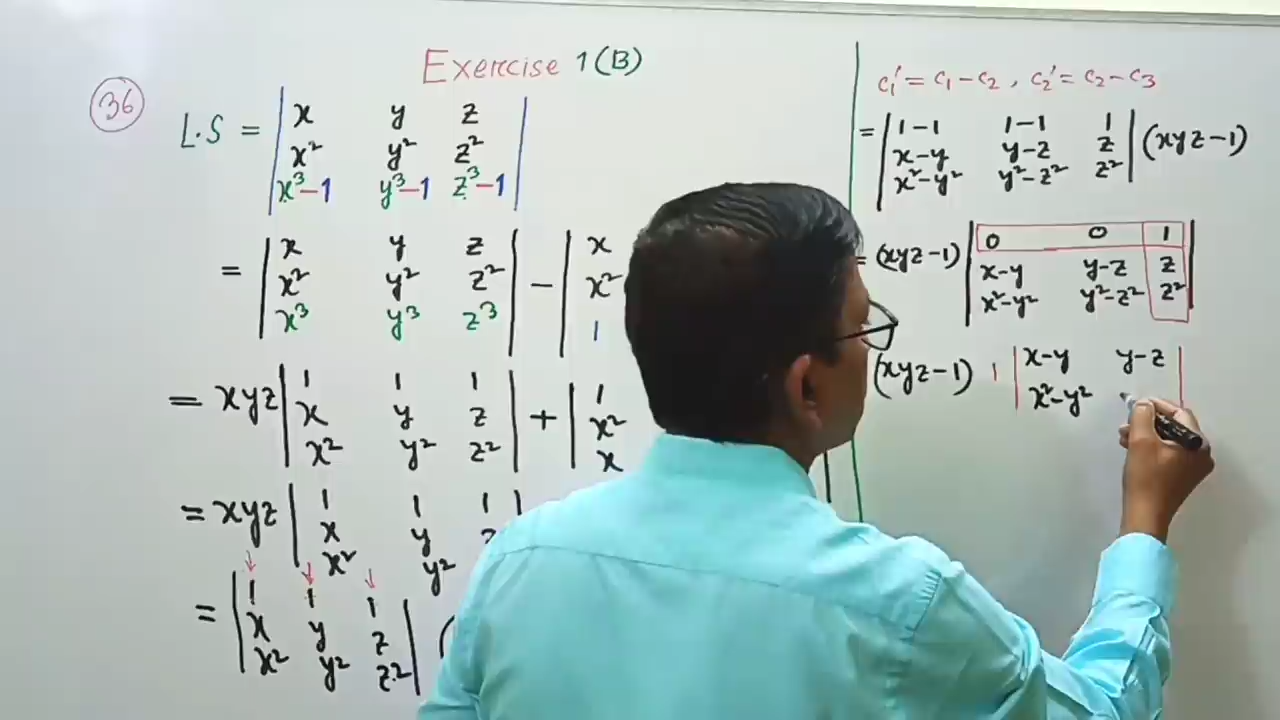 Exercise 1(B)
36
L.S = | x y z |
| x² y² z² |
| x³-1 y³-1 z³-1 |
= | x y z | - | x
| x² y² z² | | x²
| x³ y³ z³ | | 1
= xyz | 1 1 1 | + | 1
| x y z | | x²
| x² y² z² | | x
= xyz | 1 1 1 |
| x y
| x² y²
↓ ↓ ↓
= | 1 1 1 | (
| x y z |
| x² y² z² |
c₁' = c₁-c₂ , c₂' = c₂-c₃
= | 1-1 1-1 1 | (xyz-1)
| x-y y-z z |
| x²-y² y²-z² z² |
= (xyz-1) | 0 0 1 |
| x-y y-z z |
| x²-y² y²-z² z² |
(xyz-1) 1 | x-y y-z |
| x²-y²